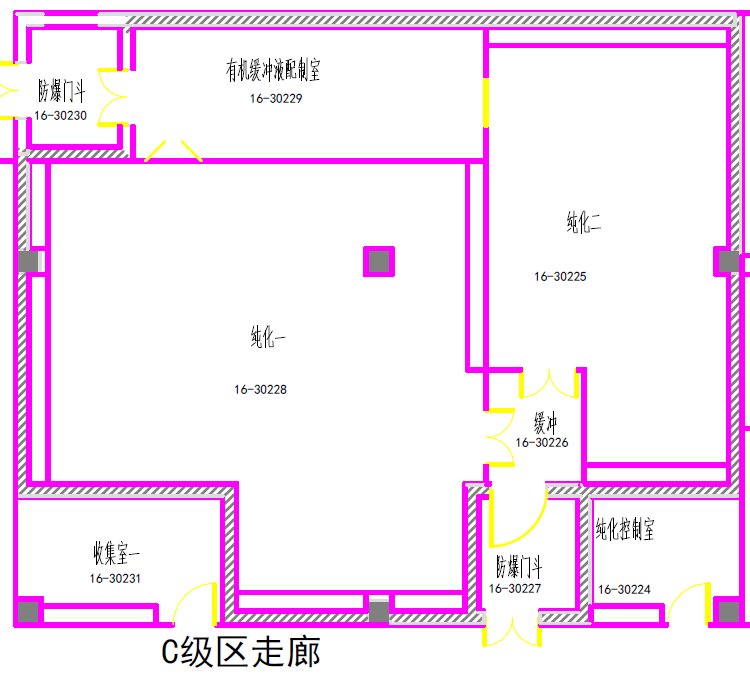 有机缓冲液配制室
16-30229
防爆门斗
16-30230
纯化二
16-30225
纯化一
16-30228
缓冲
16-30226
纯化控制室
16-30224
收集室一
16-30231
防爆门斗
16-30227
C级区走廊